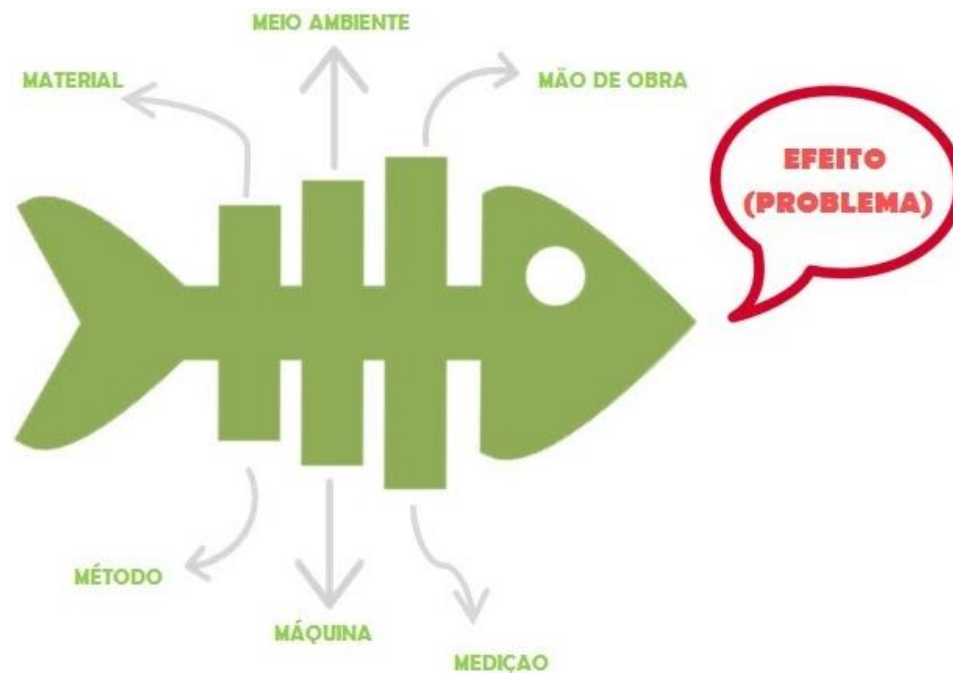 MEIO AMBIENTE
MATERIAL
MÃO DE OBRA
EFEITO
(PROBLEMA)
MÉTODO
MÁQUINA
MEDIÇAO